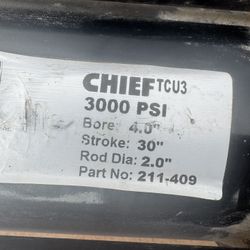 CHIEF TCU3
3000 PSI
Bore: 4.0"
Stroke: 30"
Rod Dia: 2.0"
Part No: 211-409